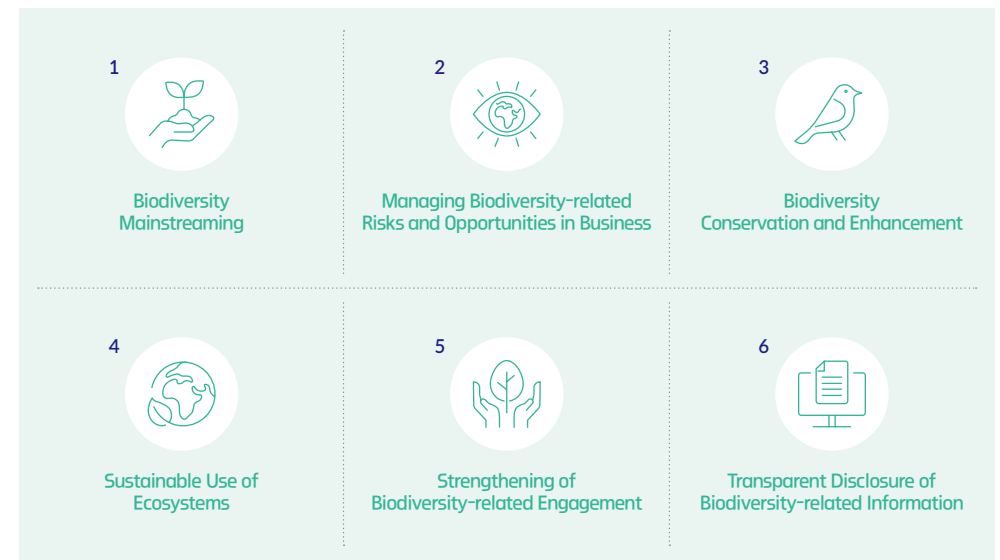 1
Biodiversity
Mainstreaming
2
Managing Biodiversity-related
Risks and Opportunities in Business
3
Biodiversity
Conservation and Enhancement
4
Sustainable Use of
Ecosystems
5
Strengthening of
Biodiversity-related Engagement
6
Transparent Disclosure of
Biodiversity-related Information